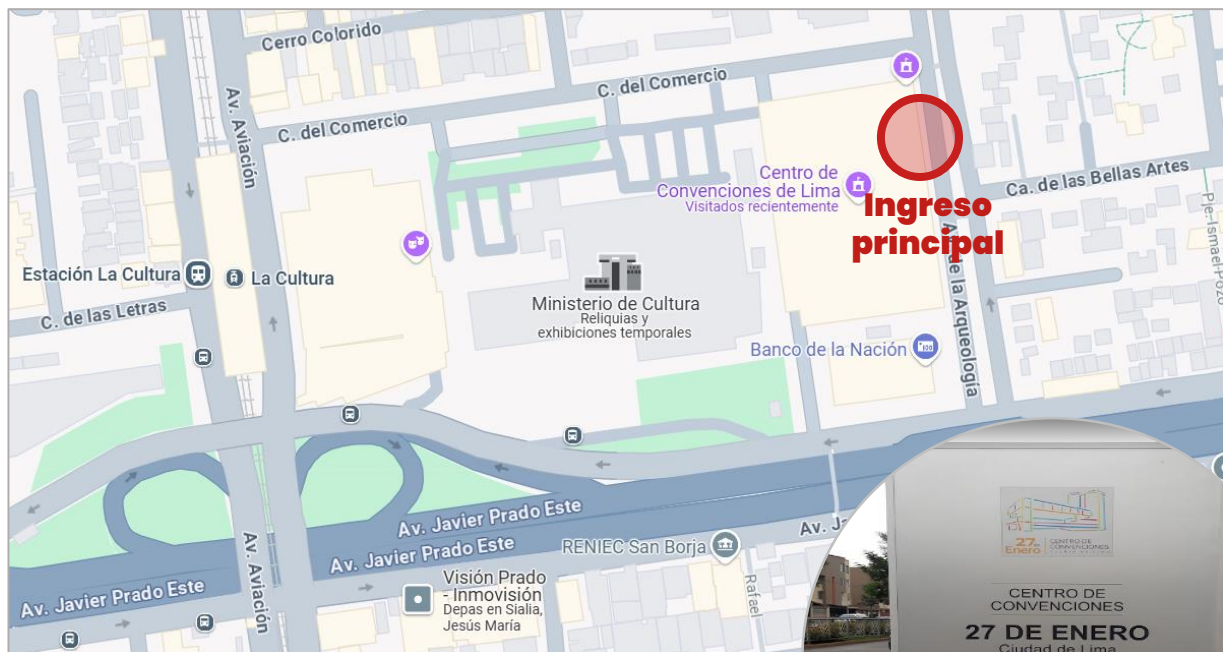 Cerro Colorido
Av. Aviación
C. del Comercio
C. del Comercio
Centro de
Convenciones de Lima
Visitados recientemente
Ingreso
principal
Ca. de las Bellas Artes
Pje. Ismael Pozo
de la Arqueología
Estación La Cultura
La Cultura
C. de las Letras
Ministerio de Cultura
Reliquias y
exhibiciones temporales
Banco de la Nación
Av. Javier Prado Este
Av. Javier Prado Este
Av. Javier Prado Este
Av.
RENIEC San Borja
Av. Aviación
Visión Prado
- Inmovisión
Depas en Sialia,
Jesús María
Rafael
27 de
Enero
CENTRO DE
CONVENCIONES
CENTRO DE
CONVENCIONES
27 DE ENERO
Ciudad de Lima